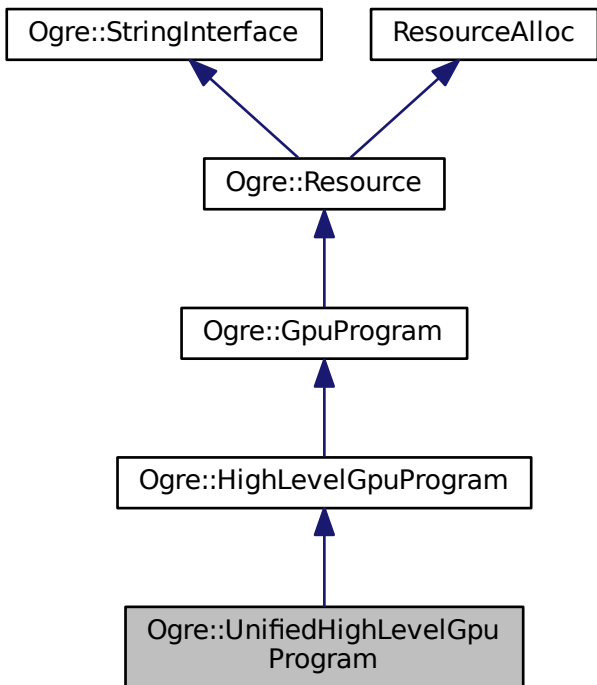 Ogre::StringInterface
ResourceAlloc
Ogre::Resource
Ogre::GpuProgram
Ogre::HighLevelGpuProgram
Ogre::UnifiedHighLevelGpu
Program